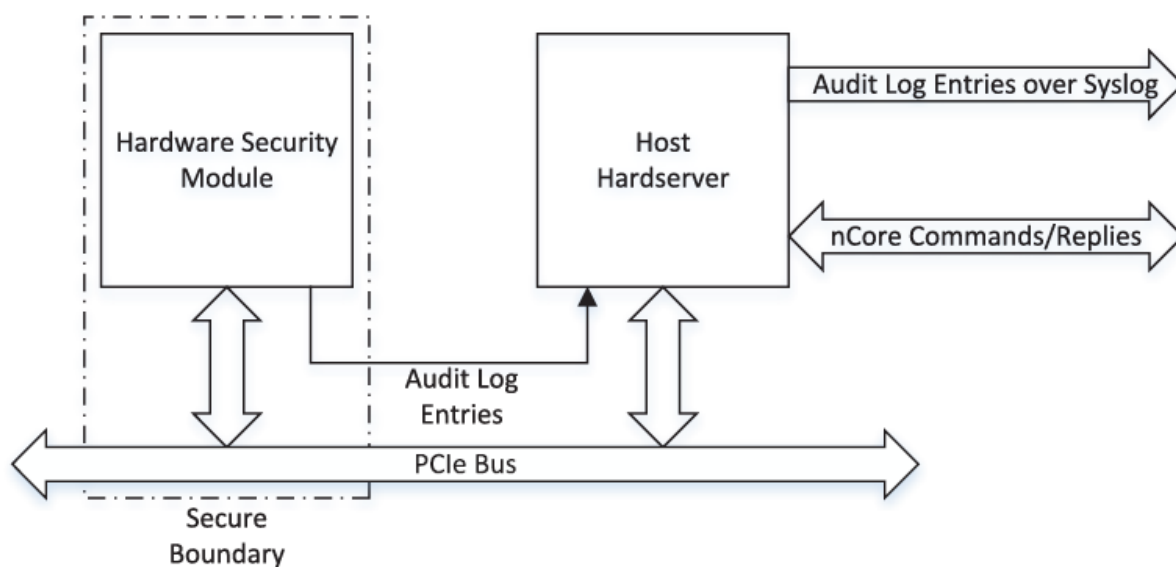 Hardware Security
Module
Host
Hardserver
Audit Log Entries over Syslog
nCore Commands/Replies
Audit Log
Entries
PCIe Bus
Secure
Boundary